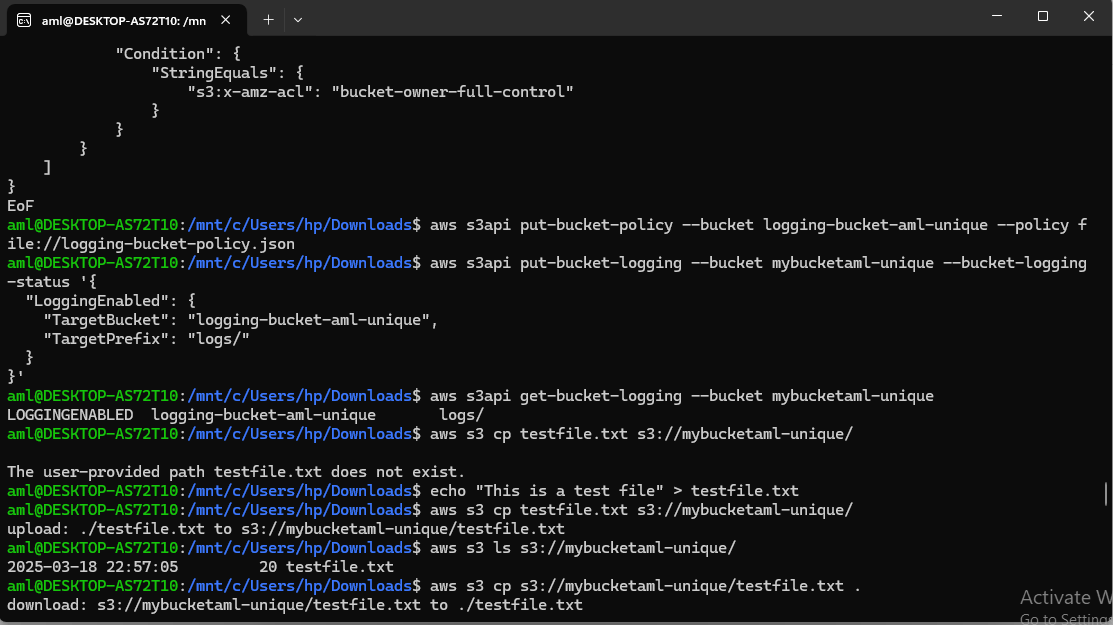 aml@DESKTOP-AS72T10: /mn
            "Condition": {
                "StringEquals": {
                    "s3:x-amz-acl": "bucket-owner-full-control"
                }
            }
        }
    ]
}
EoF
aml@DESKTOP-AS72T10:/mnt/c/Users/hp/Downloads$ aws s3api put-bucket-policy --bucket logging-bucket-aml-unique --policy f
ile://logging-bucket-policy.json
aml@DESKTOP-AS72T10:/mnt/c/Users/hp/Downloads$ aws s3api put-bucket-logging --bucket mybucketaml-unique --bucket-logging
-status '{
  "LoggingEnabled": {
    "TargetBucket": "logging-bucket-aml-unique",
    "TargetPrefix": "logs/"
  }
}'
aml@DESKTOP-AS72T10:/mnt/c/Users/hp/Downloads$ aws s3api get-bucket-logging --bucket mybucketaml-unique
LOGGINGENABLED  logging-bucket-aml-unique       logs/
aml@DESKTOP-AS72T10:/mnt/c/Users/hp/Downloads$ aws s3 cp testfile.txt s3://mybucketaml-unique/

The user-provided path testfile.txt does not exist.
aml@DESKTOP-AS72T10:/mnt/c/Users/hp/Downloads$ echo "This is a test file" > testfile.txt
aml@DESKTOP-AS72T10:/mnt/c/Users/hp/Downloads$ aws s3 cp testfile.txt s3://mybucketaml-unique/
upload: ./testfile.txt to s3://mybucketaml-unique/testfile.txt
aml@DESKTOP-AS72T10:/mnt/c/Users/hp/Downloads$ aws s3 ls s3://mybucketaml-unique/
2025-03-18 22:57:05         20 testfile.txt
aml@DESKTOP-AS72T10:/mnt/c/Users/hp/Downloads$ aws s3 cp s3://mybucketaml-unique/testfile.txt .
download: s3://mybucketaml-unique/testfile.txt to ./testfile.txt
Activate W
Go to Setting